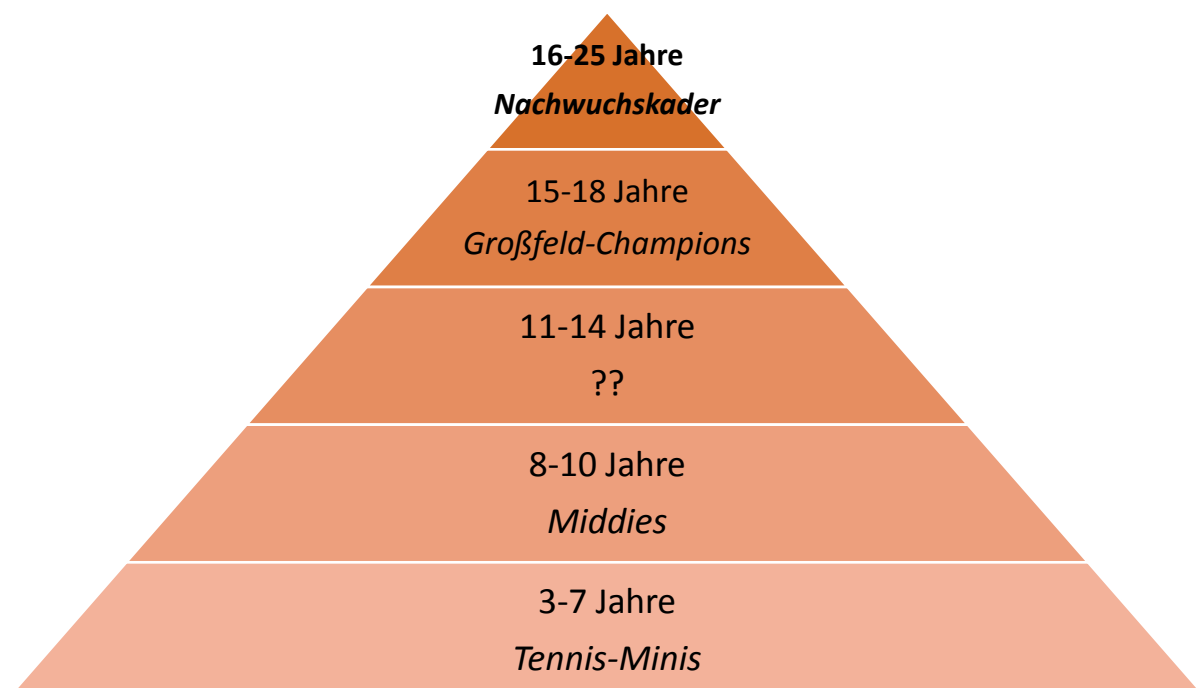 16-25 Jahre
Nachwuchskader
15-18 Jahre
Großfeld-Champions
11-14 Jahre
??
8-10 Jahre
Middies
3-7 Jahre
Tennis-Minis